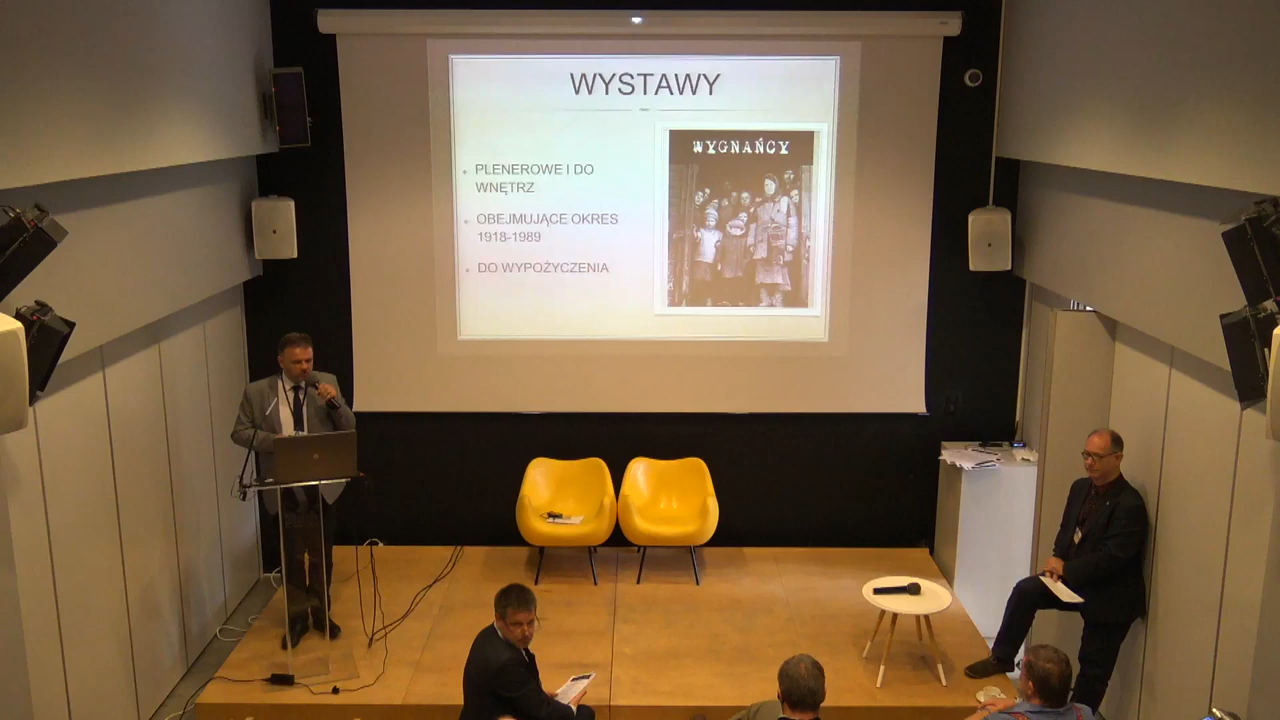 WYSTAWY
WYGNAŃCY
PLENEROWE I DO
WNĘTRZ
OBEJMUJĄCE OKRES
1918-1989
DO WYPOŻYCZENIA